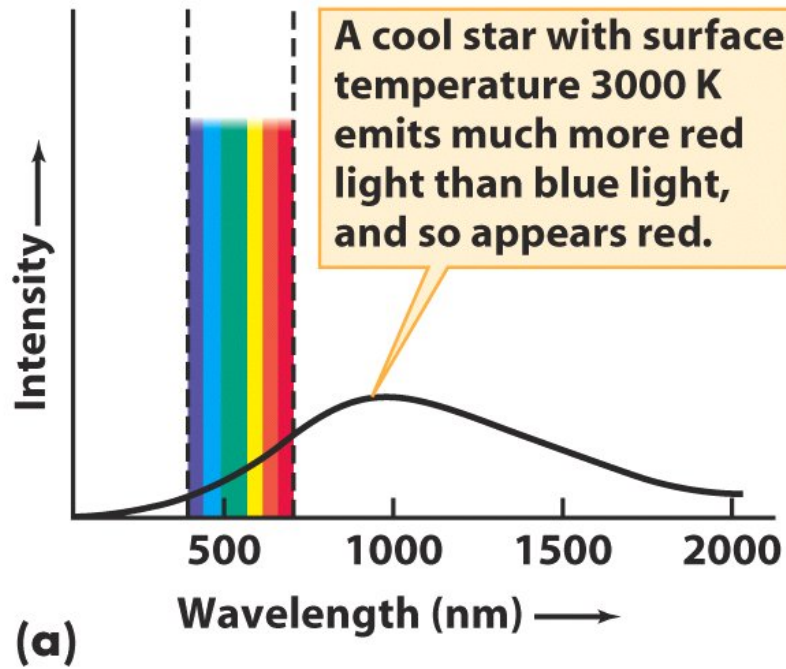 A cool star with surface
temperature 3000 K
emits much more red
light than blue light,
and so appears red.
Intensity
500 1000 1500 2000
Wavelength (nm)
(a)